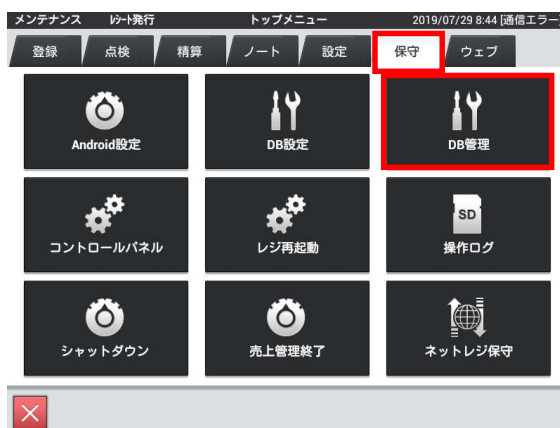 メンテナンス ﾚｼｰﾄ発行 トップメニュー 2019/07/29 8:44 [通信エラー
登録 点検 精算 ノート 設定 保守 ウェブ
Android設定 DB設定 DB管理
コントロールパネル レジ再起動 SD 操作ログ
シャットダウン 売上管理終了 ネットレジ保守